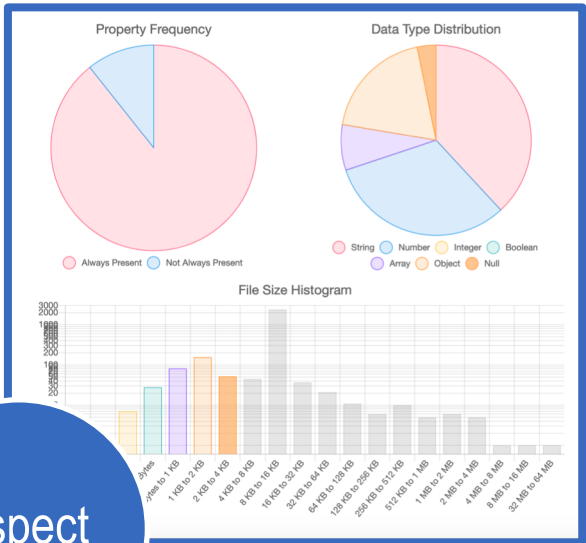 Property Frequency
Data Type Distribution
Always Present Not Always Present
String Number Integer Boolean
Array Object Null
File Size Histogram
3000
2000
1000
300
200
100
20
1 KB to 2 KB
2 KB to 4 KB
4 KB to 8 KB
8 KB to 16 KB
16 KB to 32 KB
32 KB to 64 KB
64 KB to 128 KB
128 KB to 256 KB
256 KB to 512 KB
512 KB to 1 MB
1 MB to 2 MB
2 MB to 4 MB
4 MB to 8 MB
8 MB to 16 MB
32 MB to 64 MB
spect